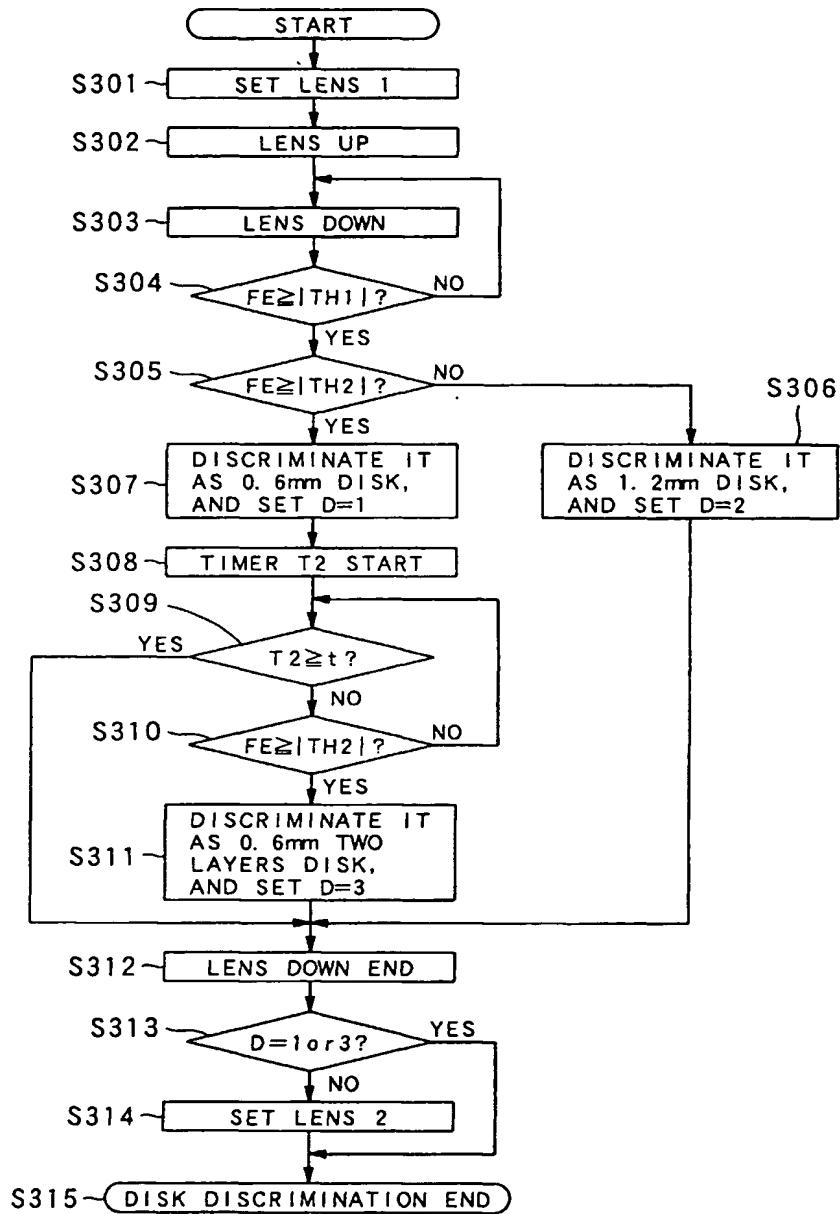 START
S301
SET LENS 1
S302
LENS UP
S303
LENS DOWN
S304
FE≧|TH1|?
NO
YES
S305
FE≧|TH2|?
NO
YES
S306
DISCRIMINATE IT
AS 1.2mm DISK,
AND SET D=2
S307
DISCRIMINATE IT
AS 0.6mm DISK,
AND SET D=1
S308
TIMER T2 START
S309
YES
T2≧t?
NO
S310
FE≧|TH2|?
NO
YES
S311
DISCRIMINATE IT
AS 0.6mm TWO
LAYERS DISK,
AND SET D=3
S312
LENS DOWN END
S313
D=1or3?
YES
NO
S314
SET LENS 2
S315
DISK DISCRIMINATION END